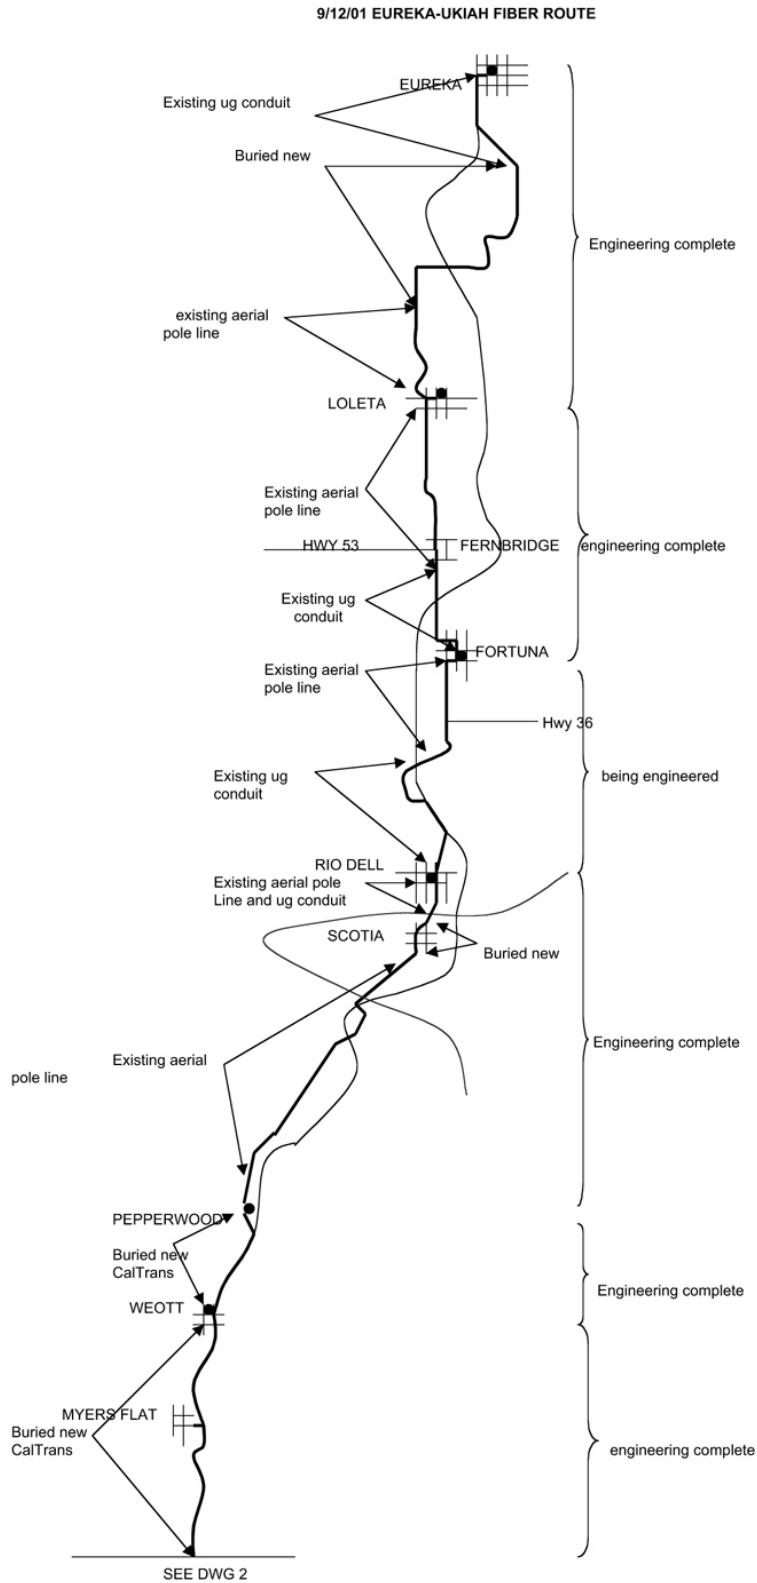 9/12/01 EUREKA-UKIAH FIBER ROUTE
EUREKA
Existing ug conduit
Buried new
Engineering complete
existing aerial
pole line
LOLETA
Existing aerial
pole line
HWY 53
FERNBRIDGE
engineering complete
Existing ug
conduit
FORTUNA
Existing aerial
pole line
Hwy 36
Existing ug
conduit
being engineered
RIO DELL
Existing aerial pole
Line and ug conduit
SCOTIA
Buried new
Engineering complete
Existing aerial
pole line
PEPPERWOOD
Buried new
CalTrans
Engineering complete
WEOTT
MYERS FLAT
Buried new
CalTrans
engineering complete
SEE DWG 2